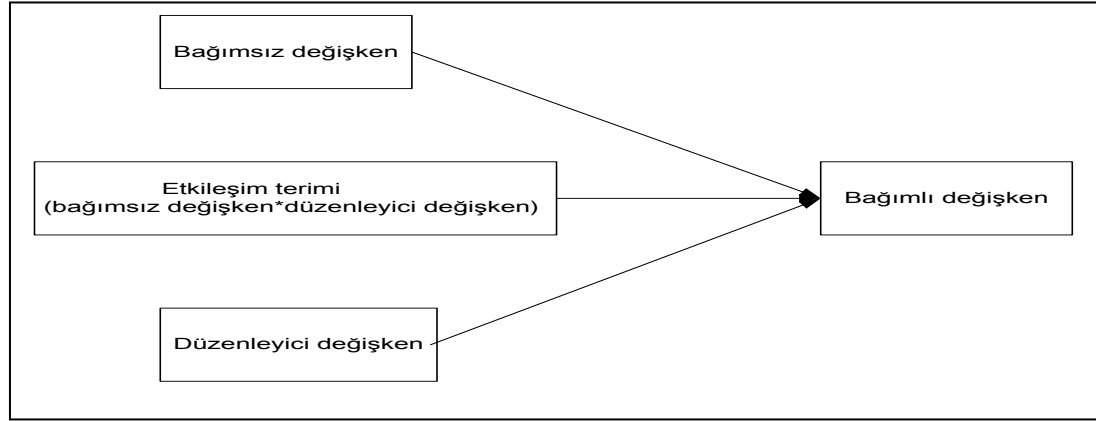 Bağımsız değişken
Etkileşim terimi
(bağımsız değişken*düzenleyici değişken)
Bağımlı değişken
Düzenleyici değişken